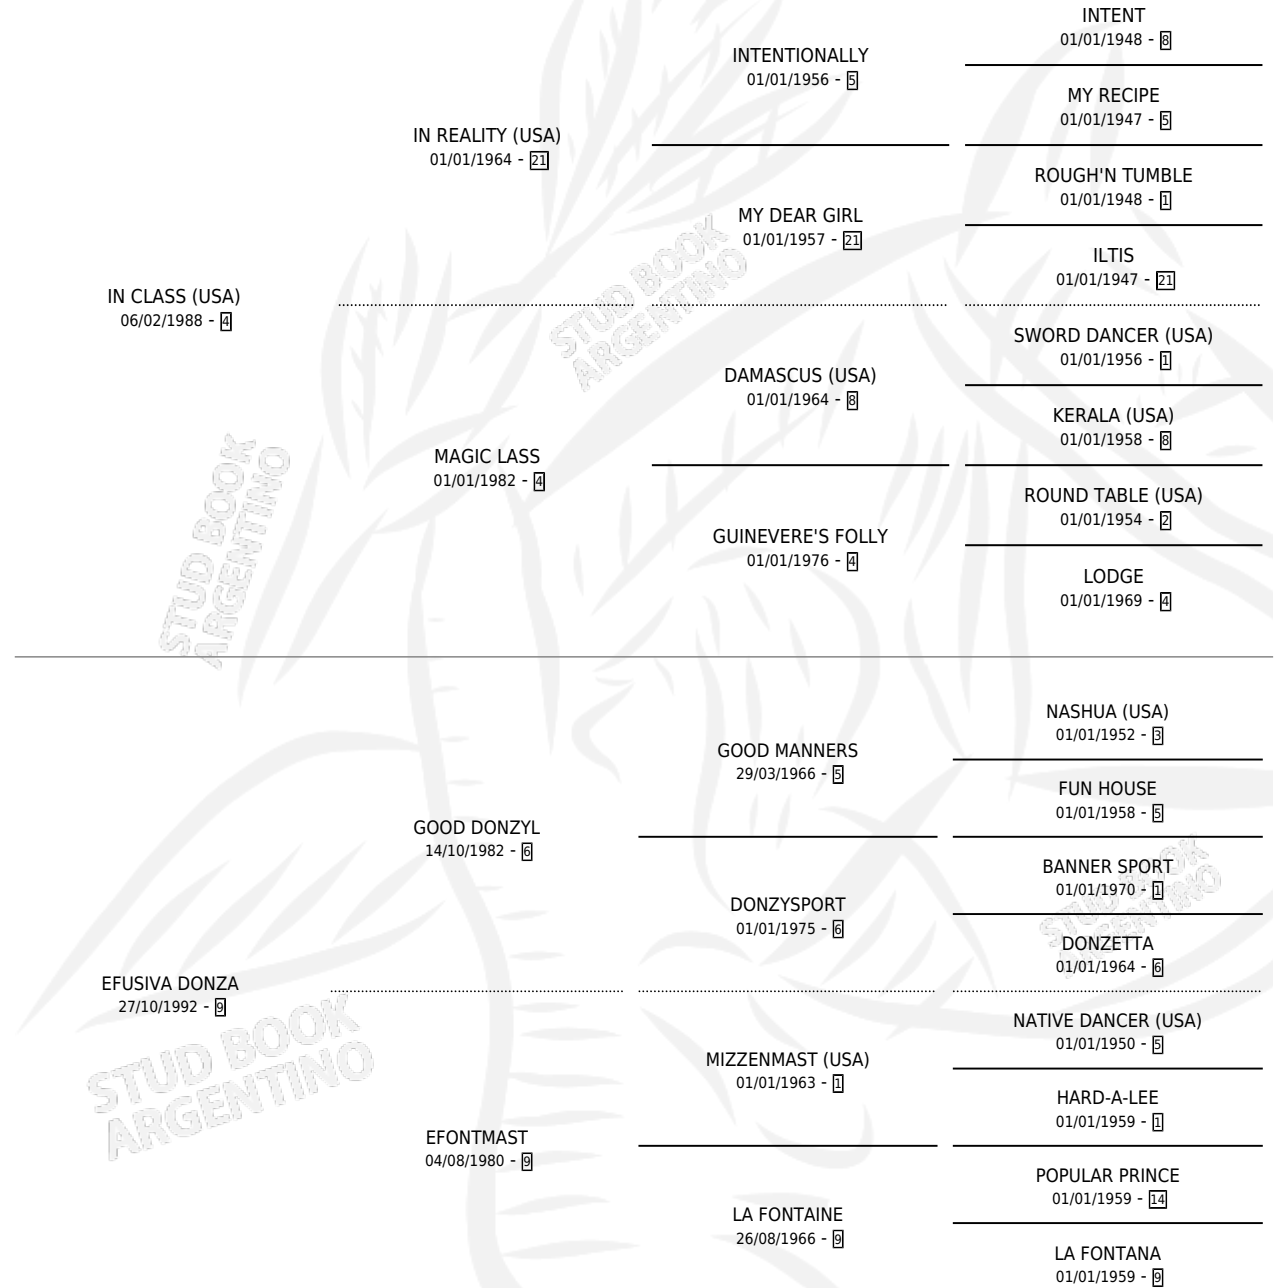 INTENT
01/01/1948 - 8
INTENTIONALLY
01/01/1956 - 5
MY RECIPE
01/01/1947 - 5
IN REALITY (USA)
01/01/1964 - 21
ROUGH'N TUMBLE
01/01/1948 - 1
MY DEAR GIRL
01/01/1957 - 21
ILTIS
01/01/1947 - 21
IN CLASS (USA)
06/02/1988 - 4
STUD BOOK
ARGENTINO
SWORD DANCER (USA)
01/01/1956 - 1
DAMASCUS (USA)
01/01/1964 - 8
KERALA (USA)
01/01/1958 - 8
MAGIC LASS
01/01/1982 - 4
ROUND TABLE (USA)
01/01/1954 - 2
GUINEVERE'S FOLLY
01/01/1976 - 4
LODGE
01/01/1969 - 4
STUD BOOK
ARGENTINO
NASHUA (USA)
01/01/1952 - 3
GOOD MANNERS
29/03/1966 - 5
FUN HOUSE
01/01/1958 - 5
GOOD DONZYL
14/10/1982 - 6
BANNER SPORT
01/01/1970 - 1
DONZYSPORT
01/01/1975 - 6
STUD BOOK
ARGENTINO
DONZETTA
01/01/1964 - 6
EFUSIVA DONZA
27/10/1992 - 9
NATIVE DANCER (USA)
01/01/1950 - 5
MIZZENMAST (USA)
01/01/1963 - 1
HARD-A-LEE
01/01/1959 - 1
STUD BOOK
ARGENTINO
EFONTMAST
04/08/1980 - 9
POPULAR PRINCE
01/01/1959 - 14
LA FONTAINE
26/08/1966 - 9
LA FONTANA
01/01/1959 - 9